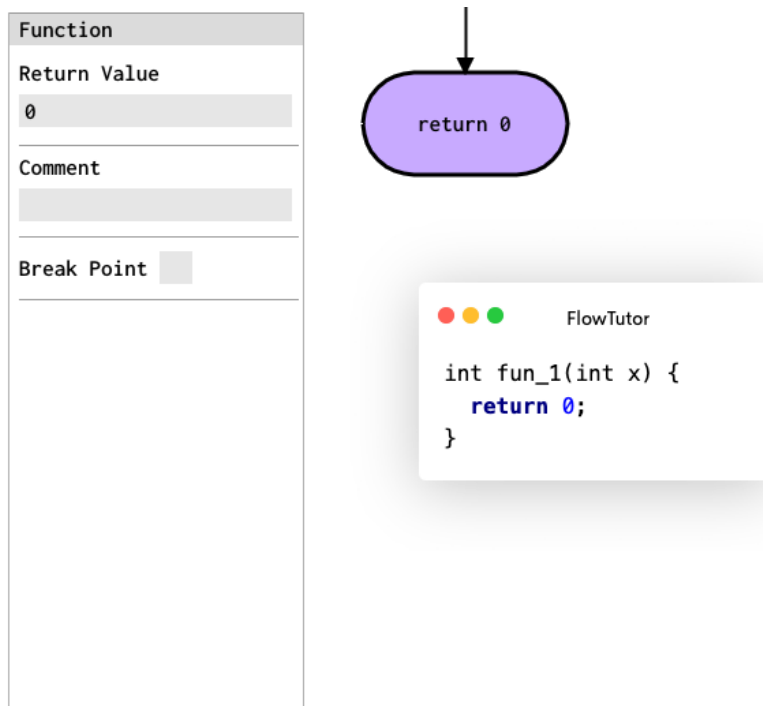 Function
Return Value
0
Comment
Break Point
return 0
FlowTutor
int fun_1(int x) {
  return 0;
}